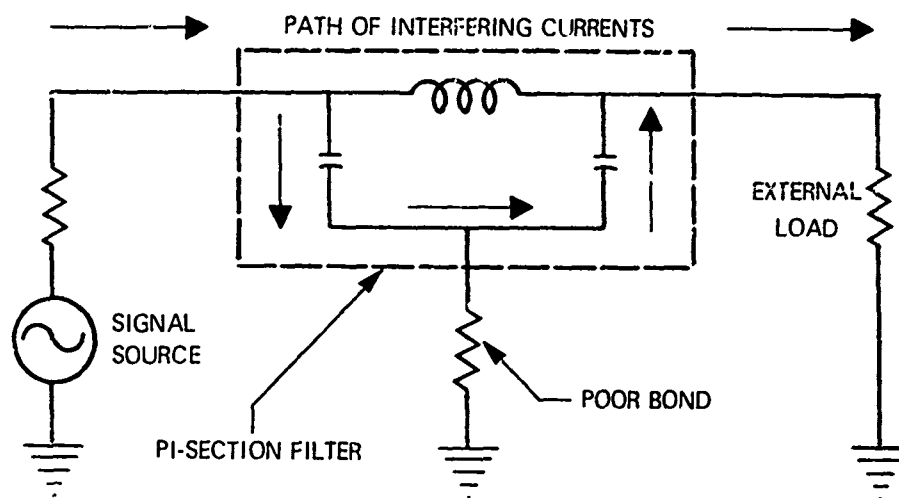 PATH OF INTERFERING CURRENTS
EXTERNAL
LOAD
SIGNAL
SOURCE
POOR BOND
PI-SECTION FILTER